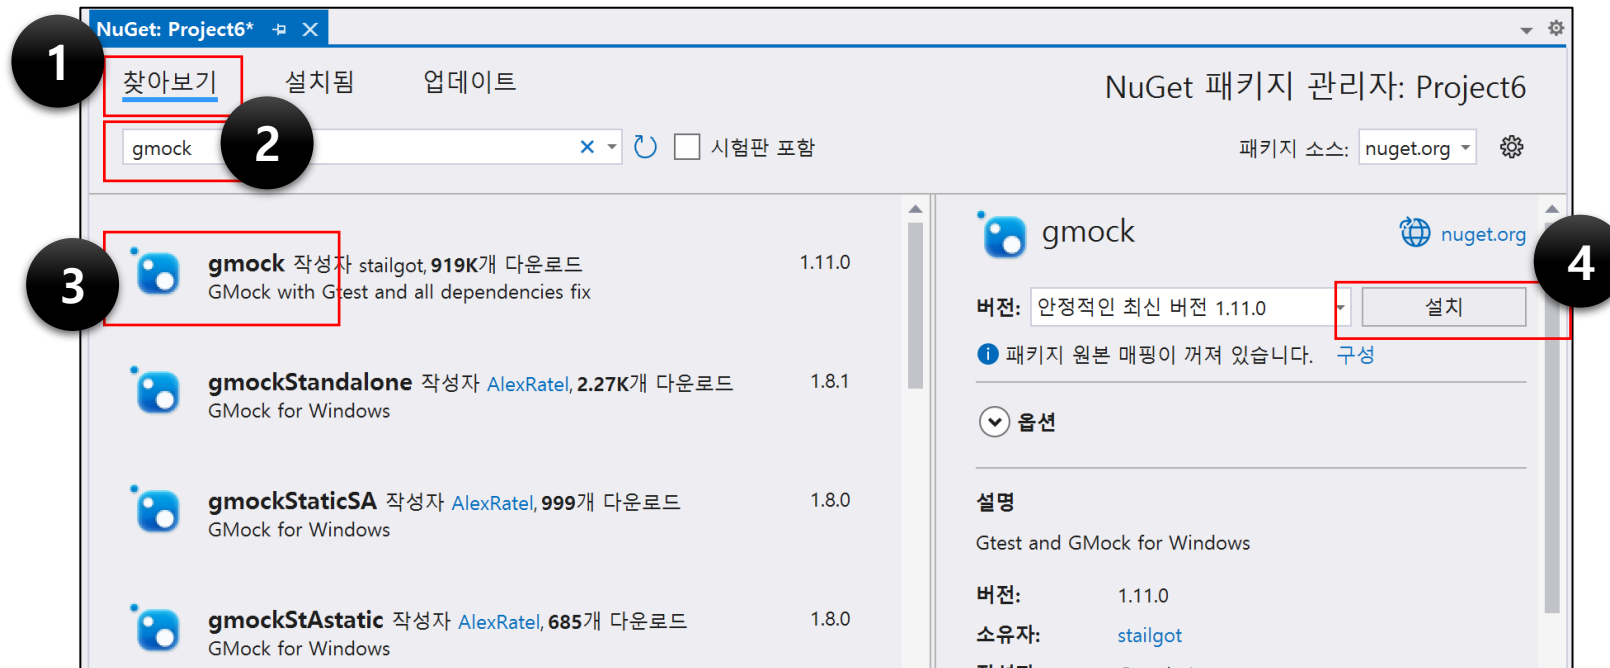 NuGet: Project6*
1
찾아보기 설치됨 업데이트
NuGet 패키지 관리자: Project6
2
gmock
시험판 포함
패키지 소스: nuget.org
3
gmock 작성자 stailgot, 919K개 다운로드 1.11.0
GMock with Gtest and all dependencies fix
gmockStandalone 작성자 AlexRatel, 2.27K개 다운로드 1.8.1
GMock for Windows
gmockStaticSA 작성자 AlexRatel, 999개 다운로드 1.8.0
GMock for Windows
gmockStAstatic 작성자 AlexRatel, 685개 다운로드 1.8.0
GMock for Windows
gmock
nuget.org
4
버전: 안정적인 최신 버전 1.11.0 설치
패키지 원본 매핑이 꺼져 있습니다. 구성
옵션
설명
Gtest and GMock for Windows
버전: 1.11.0
소유자: stailgot